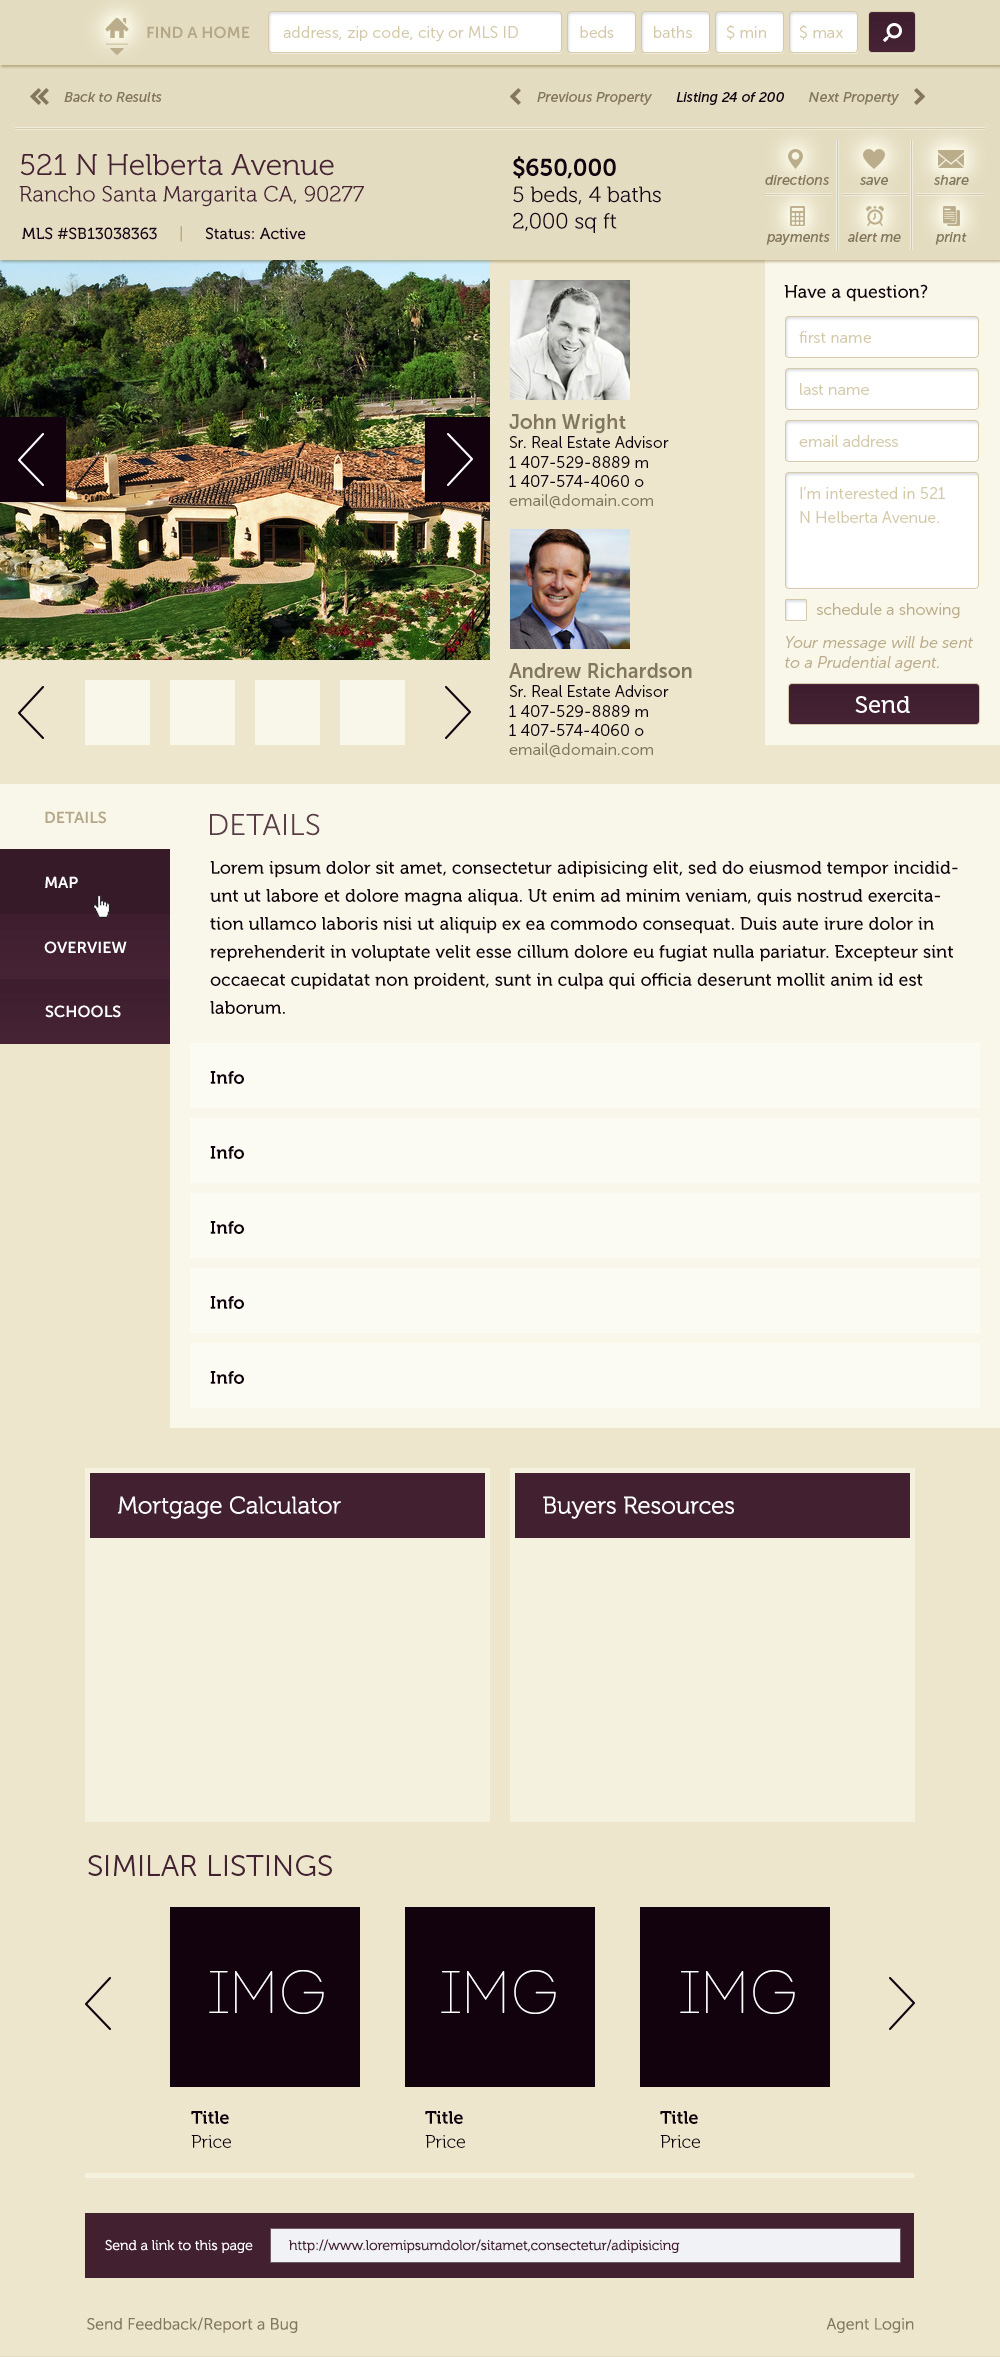 FIND A HOME
address, zip code, city or MLS ID
beds
baths
$ min
$ max
Back to Results
Previous Property
Listing 24 of 200
Next Property
521 N Helberta Avenue
Rancho Santa Margarita CA, 90277
MLS #SB13038363 | Status: Active
$650,000
5 beds, 4 baths
2,000 sq ft
directions
save
share
payments
alert me
print
John Wright
Sr. Real Estate Advisor
1 407-529-8889 m
1 407-574-4060 o
email@domain.com
Andrew Richardson
Sr. Real Estate Advisor
1 407-529-8889 m
1 407-574-4060 o
email@domain.com
Have a question?
first name
last name
email address
I'm interested in 521
N Helberta Avenue.
schedule a showing
Your message will be sent
to a Prudential agent.
Send
DETAILS
MAP
OVERVIEW
SCHOOLS
DETAILS
Lorem ipsum dolor sit amet, consectetur adipisicing elit, sed do eiusmod tempor incidid-
unt ut labore et dolore magna aliqua. Ut enim ad minim veniam, quis nostrud exercita-
tion ullamco laboris nisi ut aliquip ex ea commodo consequat. Duis aute irure dolor in
reprehenderit in voluptate velit esse cillum dolore eu fugiat nulla pariatur. Excepteur sint
occaecat cupidatat non proident, sunt in culpa qui officia deserunt mollit anim id est
laborum.
Info
Info
Info
Info
Info
Mortgage Calculator
Buyers Resources
SIMILAR LISTINGS
IMG
IMG
IMG
Title
Price
Title
Price
Title
Price
Send a link to this page
http://www.loremipsumdolor/sitamet,consectetur/adipisicing
Send Feedback/Report a Bug
Agent Login